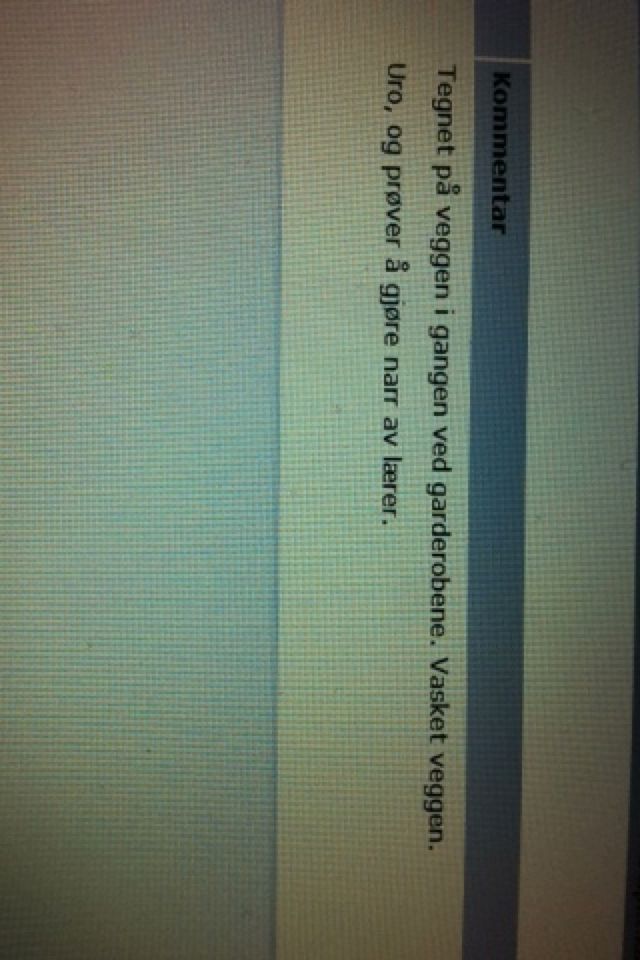 Kommentar
Tegnet på veggen i gangen ved garderobene. Vasket veggen.
Uro, og prøver å gjøre narr av lærer.